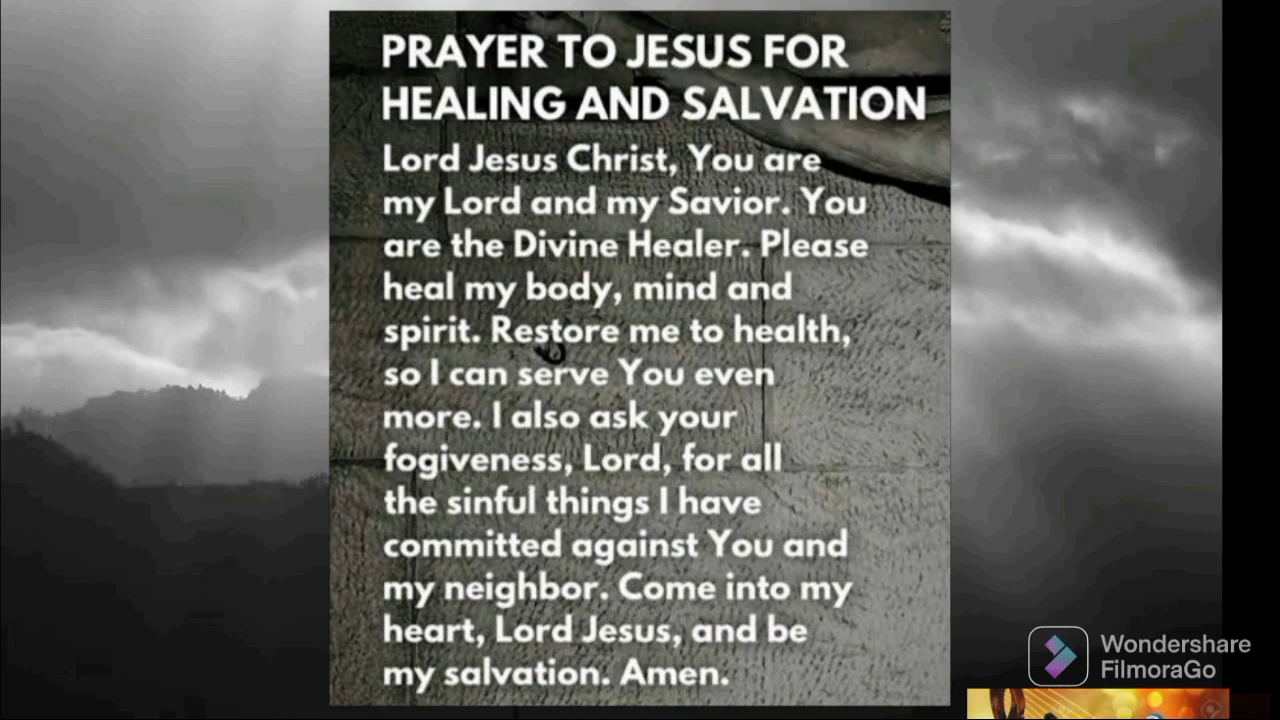 PRAYER TO JESUS FOR
HEALING AND SALVATION
Lord Jesus Christ, You are
my Lord and my Savior. You
are the Divine Healer. Please
heal my body, mind and
spirit. Restore me to health,
so I can serve You even
more. I also ask your
fogiveness, Lord, for all
the sinful things I have
committed against You and
my neighbor. Come into my
heart, Lord Jesus, and be
my salvation. Amen.
Wondershare
FilmoraGo